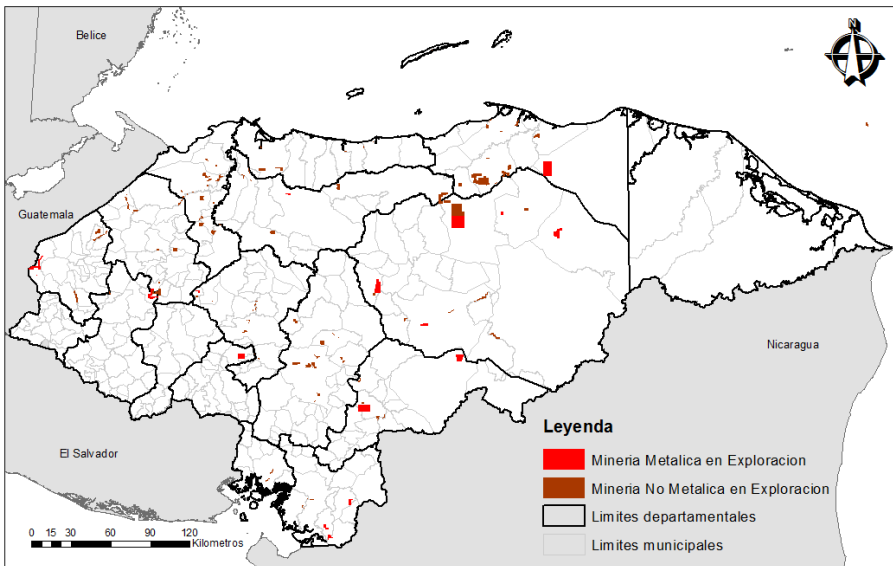 Belice
N
Guatemala
Nicaragua
El Salvador
Leyenda
Mineria Metalica en Exploracion
Mineria No Metalica en Exploracion
Limites departamentales
Limites municipales
0 15 30 60 90 120
Kilometros